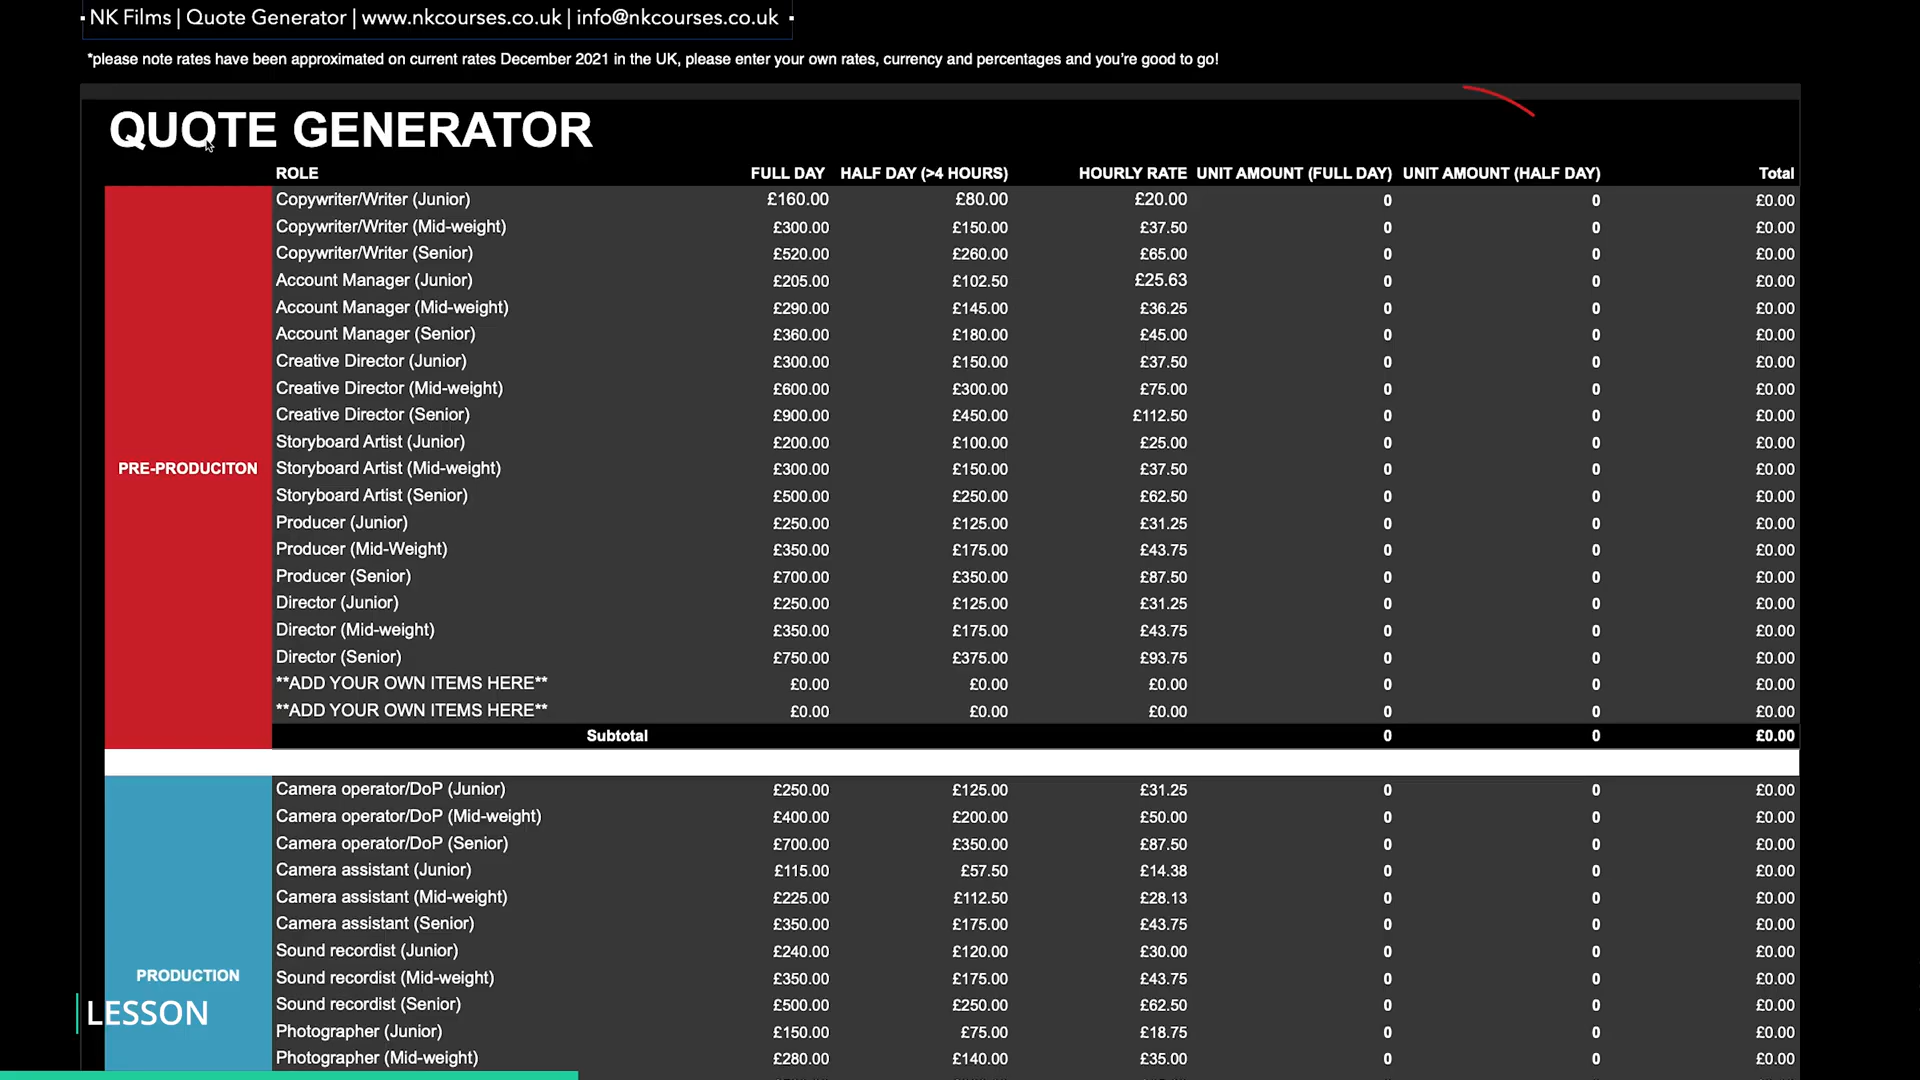 NK Films | Quote Generator | www.nkcourses.co.uk | info@nkcourses.co.uk
*please note rates have been approximated on current rates December 2021 in the UK, please enter your own rates, currency and percentages and you're good to go!
QUOTE GENERATOR
ROLE FULL DAY HALF DAY (>4 HOURS) HOURLY RATE UNIT AMOUNT (FULL DAY) UNIT AMOUNT (HALF DAY) Total
Copywriter/Writer (Junior) £160.00 £80.00 £20.00 0 0 £0.00
Copywriter/Writer (Mid-weight) £300.00 £150.00 £37.50 0 0 £0.00
Copywriter/Writer (Senior) £520.00 £260.00 £65.00 0 0 £0.00
Account Manager (Junior) £205.00 £102.50 £25.63 0 0 £0.00
Account Manager (Mid-weight) £290.00 £145.00 £36.25 0 0 £0.00
Account Manager (Senior) £360.00 £180.00 £45.00 0 0 £0.00
Creative Director (Junior) £300.00 £150.00 £37.50 0 0 £0.00
Creative Director (Mid-weight) £600.00 £300.00 £75.00 0 0 £0.00
Creative Director (Senior) £900.00 £450.00 £112.50 0 0 £0.00
Storyboard Artist (Junior) £200.00 £100.00 £25.00 0 0 £0.00
PRE-PRODUCITON Storyboard Artist (Mid-weight) £300.00 £150.00 £37.50 0 0 £0.00
Storyboard Artist (Senior) £500.00 £250.00 £62.50 0 0 £0.00
Producer (Junior) £250.00 £125.00 £31.25 0 0 £0.00
Producer (Mid-Weight) £350.00 £175.00 £43.75 0 0 £0.00
Producer (Senior) £700.00 £350.00 £87.50 0 0 £0.00
Director (Junior) £250.00 £125.00 £31.25 0 0 £0.00
Director (Mid-weight) £350.00 £175.00 £43.75 0 0 £0.00
Director (Senior) £750.00 £375.00 £93.75 0 0 £0.00
**ADD YOUR OWN ITEMS HERE** £0.00 £0.00 £0.00 0 0 £0.00
**ADD YOUR OWN ITEMS HERE** £0.00 £0.00 £0.00 0 0 £0.00
Subtotal 0 0 £0.00
Camera operator/DoP (Junior) £250.00 £125.00 £31.25 0 0 £0.00
Camera operator/DoP (Mid-weight) £400.00 £200.00 £50.00 0 0 £0.00
Camera operator/DoP (Senior) £700.00 £350.00 £87.50 0 0 £0.00
Camera assistant (Junior) £115.00 £57.50 £14.38 0 0 £0.00
Camera assistant (Mid-weight) £225.00 £112.50 £28.13 0 0 £0.00
Camera assistant (Senior) £350.00 £175.00 £43.75 0 0 £0.00
Sound recordist (Junior) £240.00 £120.00 £30.00 0 0 £0.00
PRODUCTION Sound recordist (Mid-weight) £350.00 £175.00 £43.75 0 0 £0.00
Sound recordist (Senior) £500.00 £250.00 £62.50 0 0 £0.00
LESSON
Photographer (Junior) £150.00 £75.00 £18.75 0 0 £0.00
Photographer (Mid-weight) £280.00 £140.00 £35.00 0 0 £0.00